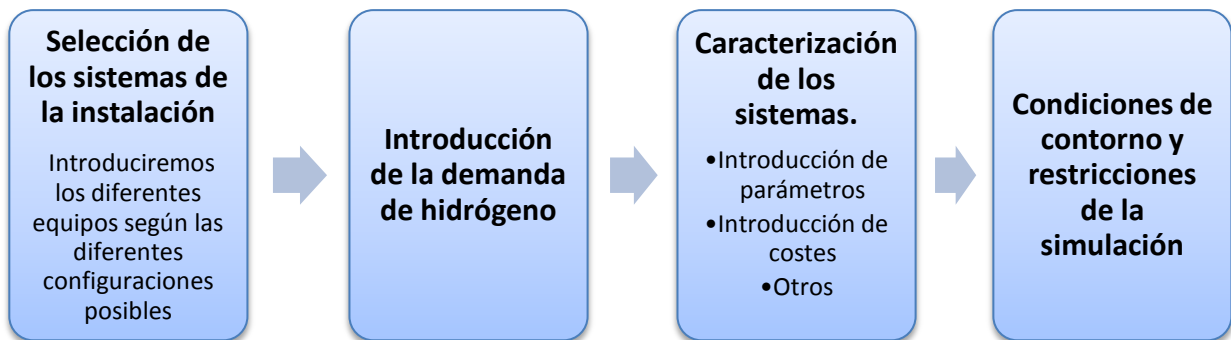 Selección de
los sistemas de
la instalación
Introduciremos
los diferentes
equipos según las
diferentes
configuraciones
posibles
Introducción
de la demanda
de hidrógeno
Caracterización
de los
sistemas.
•Introducción de
parámetros
•Introducción de
costes
•Otros
Condiciones de
contorno y
restricciones
de la
simulación